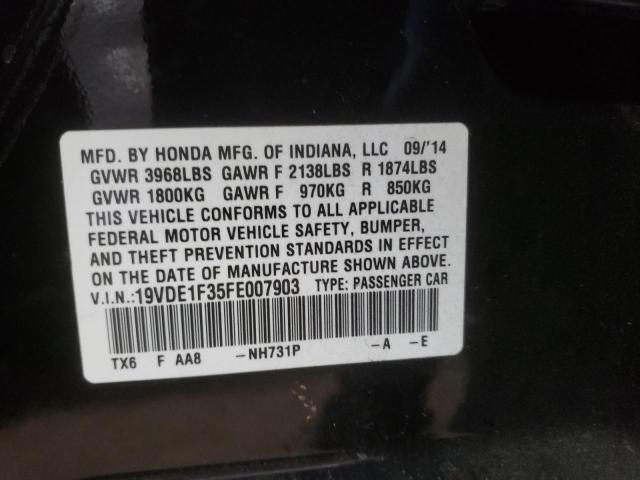 MFD. BY HONDA MFG. OF INDIANA, LLC 09/'14
GVWR 3968LBS GAWR F 2138LBS R 1874LBS
GVWR 1800KG GAWR F 970KG R 850KG
THIS VEHICLE CONFORMS TO ALL APPLICABLE
FEDERAL MOTOR VEHICLE SAFETY, BUMPER,
AND THEFT PREVENTION STANDARDS IN EFFECT
ON THE DATE OF MANUFACTURE SHOWN ABOVE.
V.I.N.:19VDE1F35FE007903 TYPE: PASSENGER CAR
TX6 F AA8 -NH731P -A -E